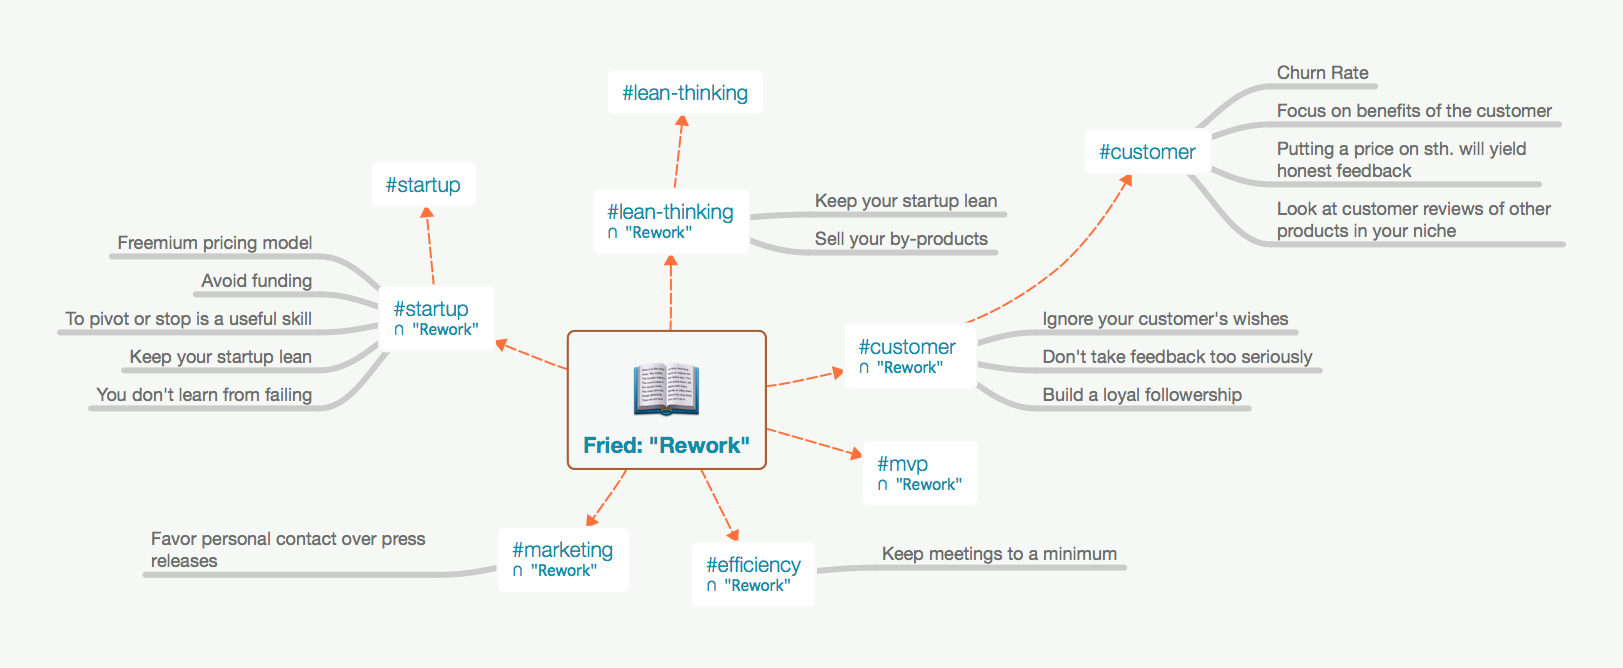 #lean-thinking
#startup
#customer
Churn Rate
Focus on benefits of the customer
Putting a price on sth. will yield
honest feedback
Look at customer reviews of other
products in your niche
#lean-thinking
∩ "Rework"
Keep your startup lean
Sell your by-products
Freemium pricing model
Avoid funding
To pivot or stop is a useful skill
Keep your startup lean
You don't learn from failing
#startup
∩ "Rework"
#customer
∩ "Rework"
Ignore your customer's wishes
Don't take feedback too seriously
Build a loyal followership
Fried: "Rework"
#mvp
∩ "Rework"
Favor personal contact over press
releases
#marketing
∩ "Rework"
#efficiency
∩ "Rework"
Keep meetings to a minimum